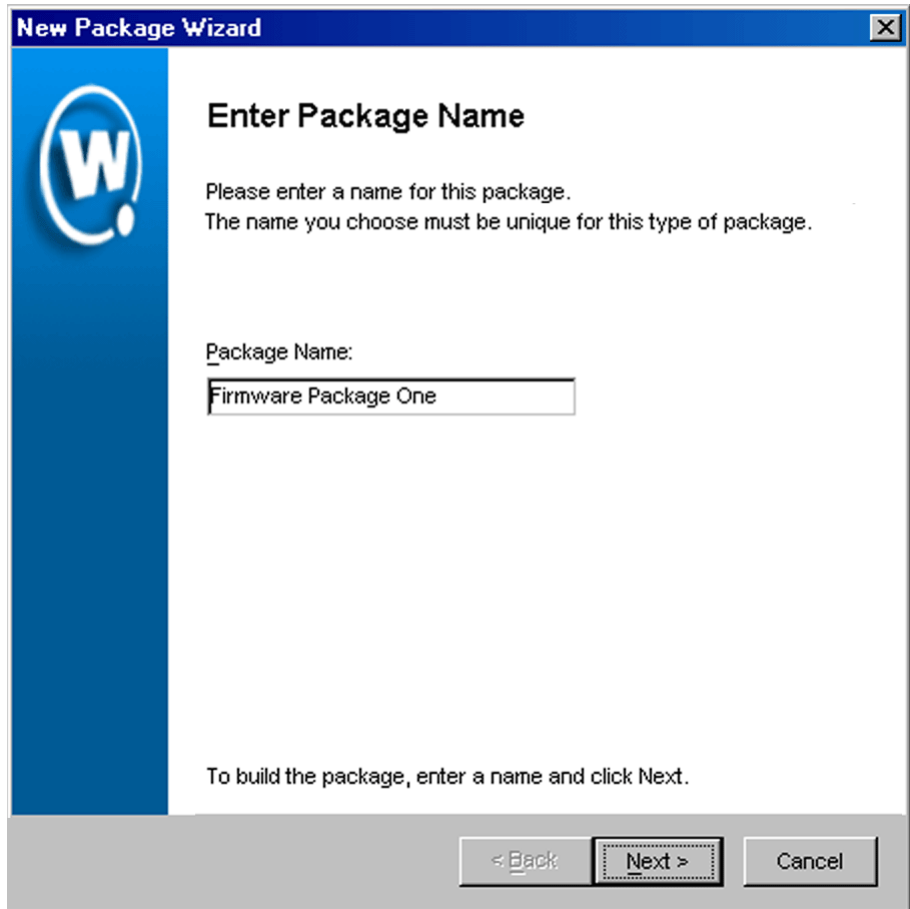 New Package Wizard
W
Enter Package Name
Please enter a name for this package.
The name you choose must be unique for this type of package.
Package Name:
Firmware Package One
To build the package, enter a name and click Next.
< Back Next > Cancel